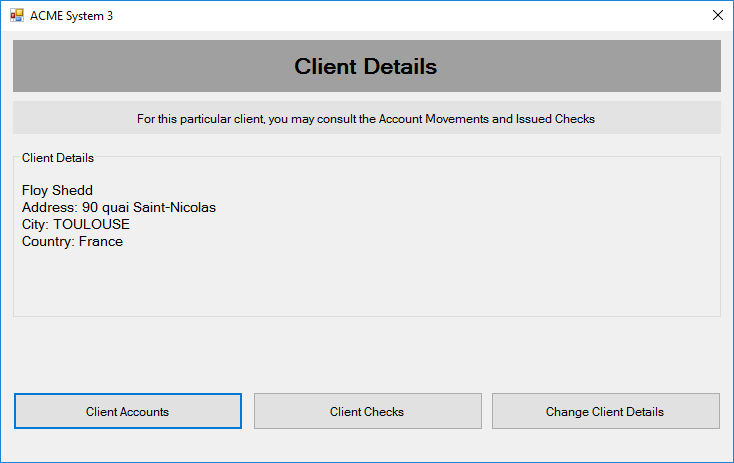 ACME System 3
Client Details
For this particular client, you may consult the Account Movements and Issued Checks
Client Details
Floy Shedd
Address: 90 quai Saint-Nicolas
City: TOULOUSE
Country: France
Client Accounts
Client Checks
Change Client Details